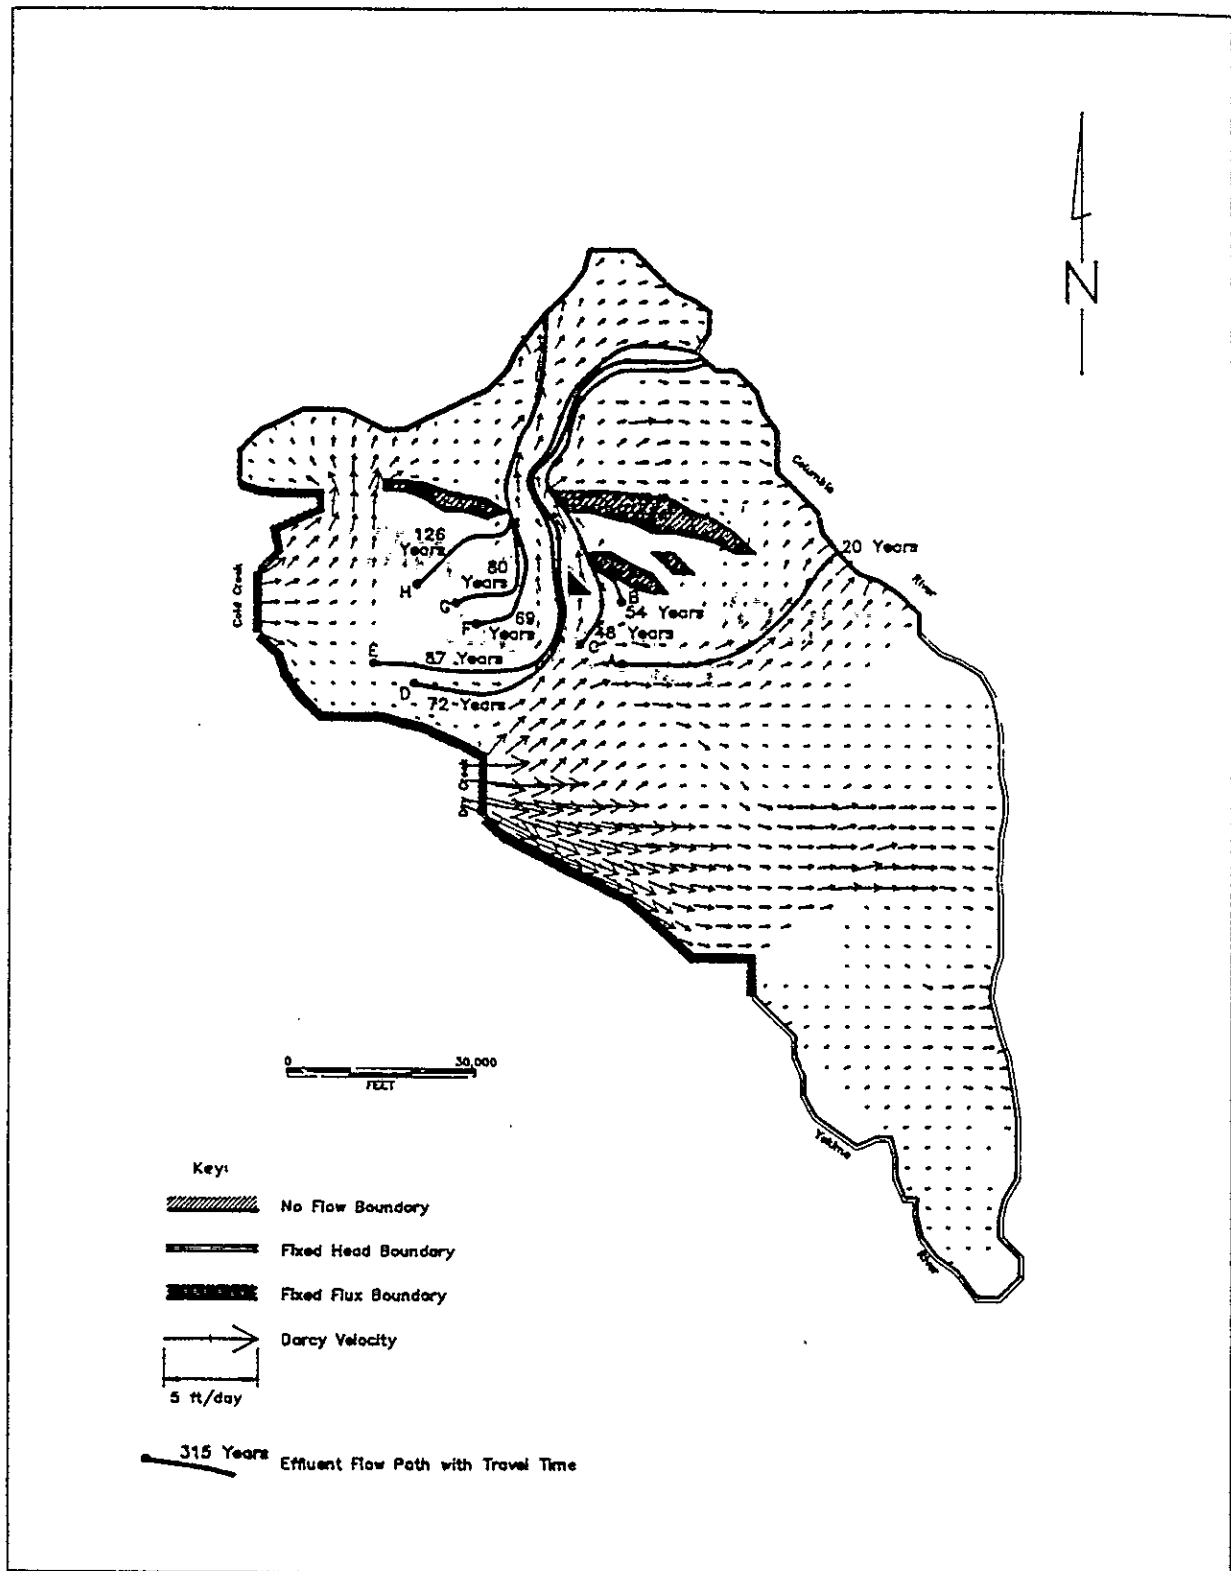 N
Columbia
River
20 Years
126
Years
H
80
Years
G
69
Years
F
B
54 Years
48 Years
C
A
E
87 Years
D
72 Years
Cold Creek
Dry Creek
0 30,000
FEET
Yakima
River
Key:
No Flow Boundary
Fixed Head Boundary
Fixed Flux Boundary
Darcy Velocity
5 ft/day
315 Years
Effluent Flow Path with Travel Time